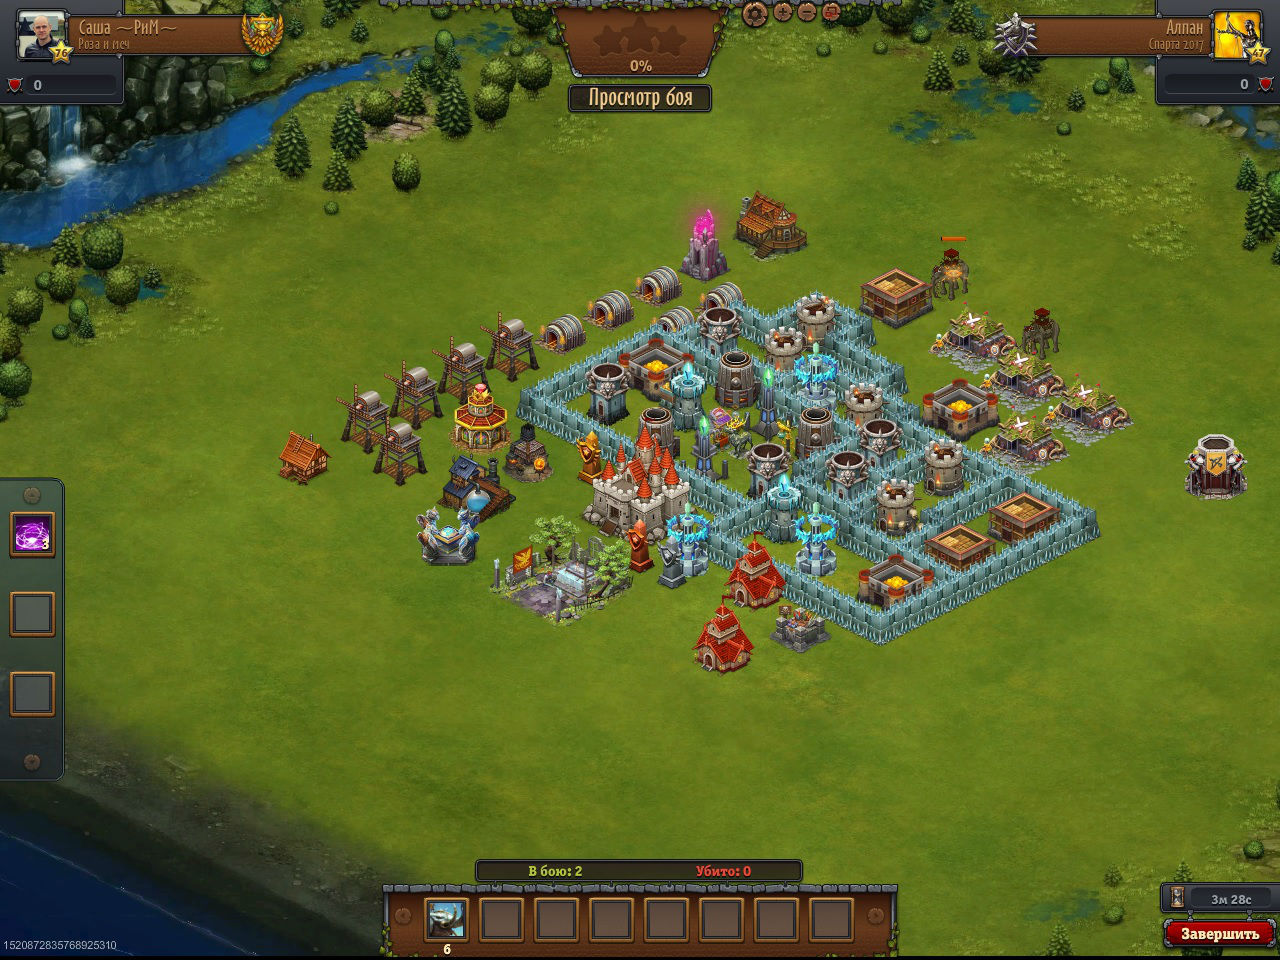 Саша ~РиМ~
Роза и меч
76
0
0%
Просмотр боя
Аллан
Спарта 2017
47
0
3
В бою: 2
Убито: 0
6
3м 28с
Завершить
1520872835768925310